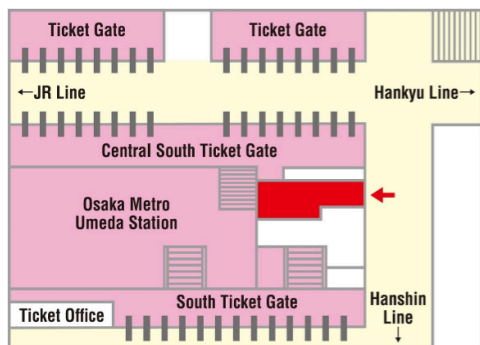 Ticket Gate
Ticket Gate
←JR Line
Hankyu Line→
Central South Ticket Gate
Osaka Metro
Umeda Station
South Ticket Gate
Ticket Office
Hanshin
Line
↓